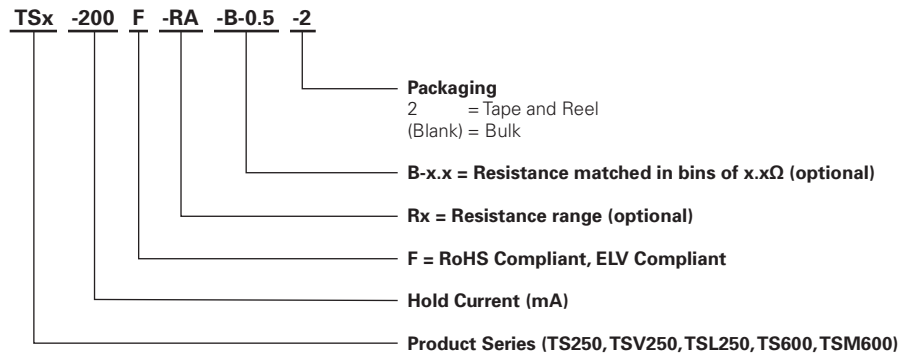 TSx -200 F -RA -B-0.5 -2
Packaging
2 = Tape and Reel
(Blank) = Bulk
B-x.x = Resistance matched in bins of x.xΩ (optional)
Rx = Resistance range (optional)
F = RoHS Compliant, ELV Compliant
Hold Current (mA)
Product Series (TS250, TSV250, TSL250, TS600, TSM600)